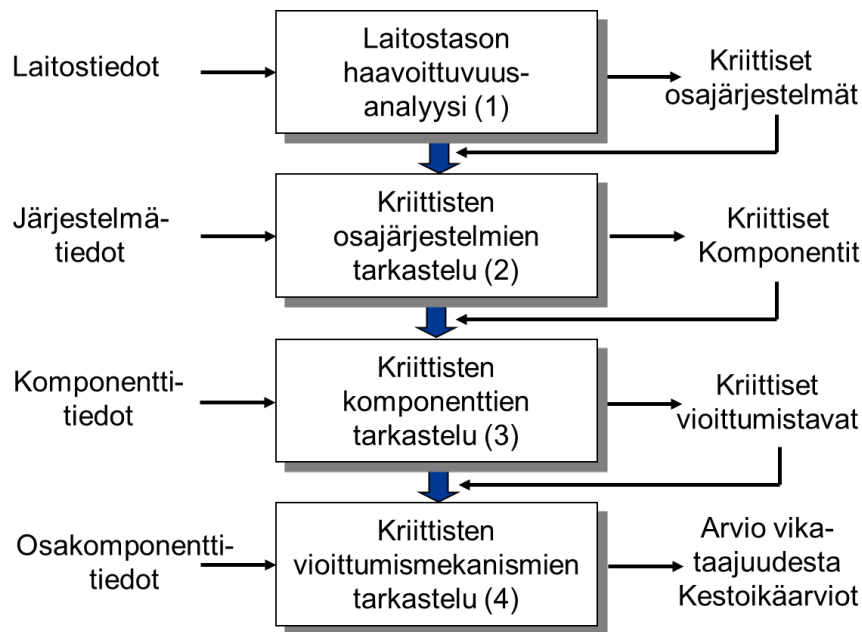 Laitostiedot
Laitostason
haavoittuvuus-
analyysi (1)
Kriittiset
osajärjestelmät
Järjestelmä-
tiedot
Kriittisten
osajärjestelmien
tarkastelu (2)
Kriittiset
Komponentit
Komponentti-
tiedot
Kriittisten
komponenttien
tarkastelu (3)
Kriittiset
vioittumistavat
Osakomponentti-
tiedot
Kriittisten
vioittumismekanismien
tarkastelu (4)
Arvio vika-
taajuudesta
Kestoikäarviot